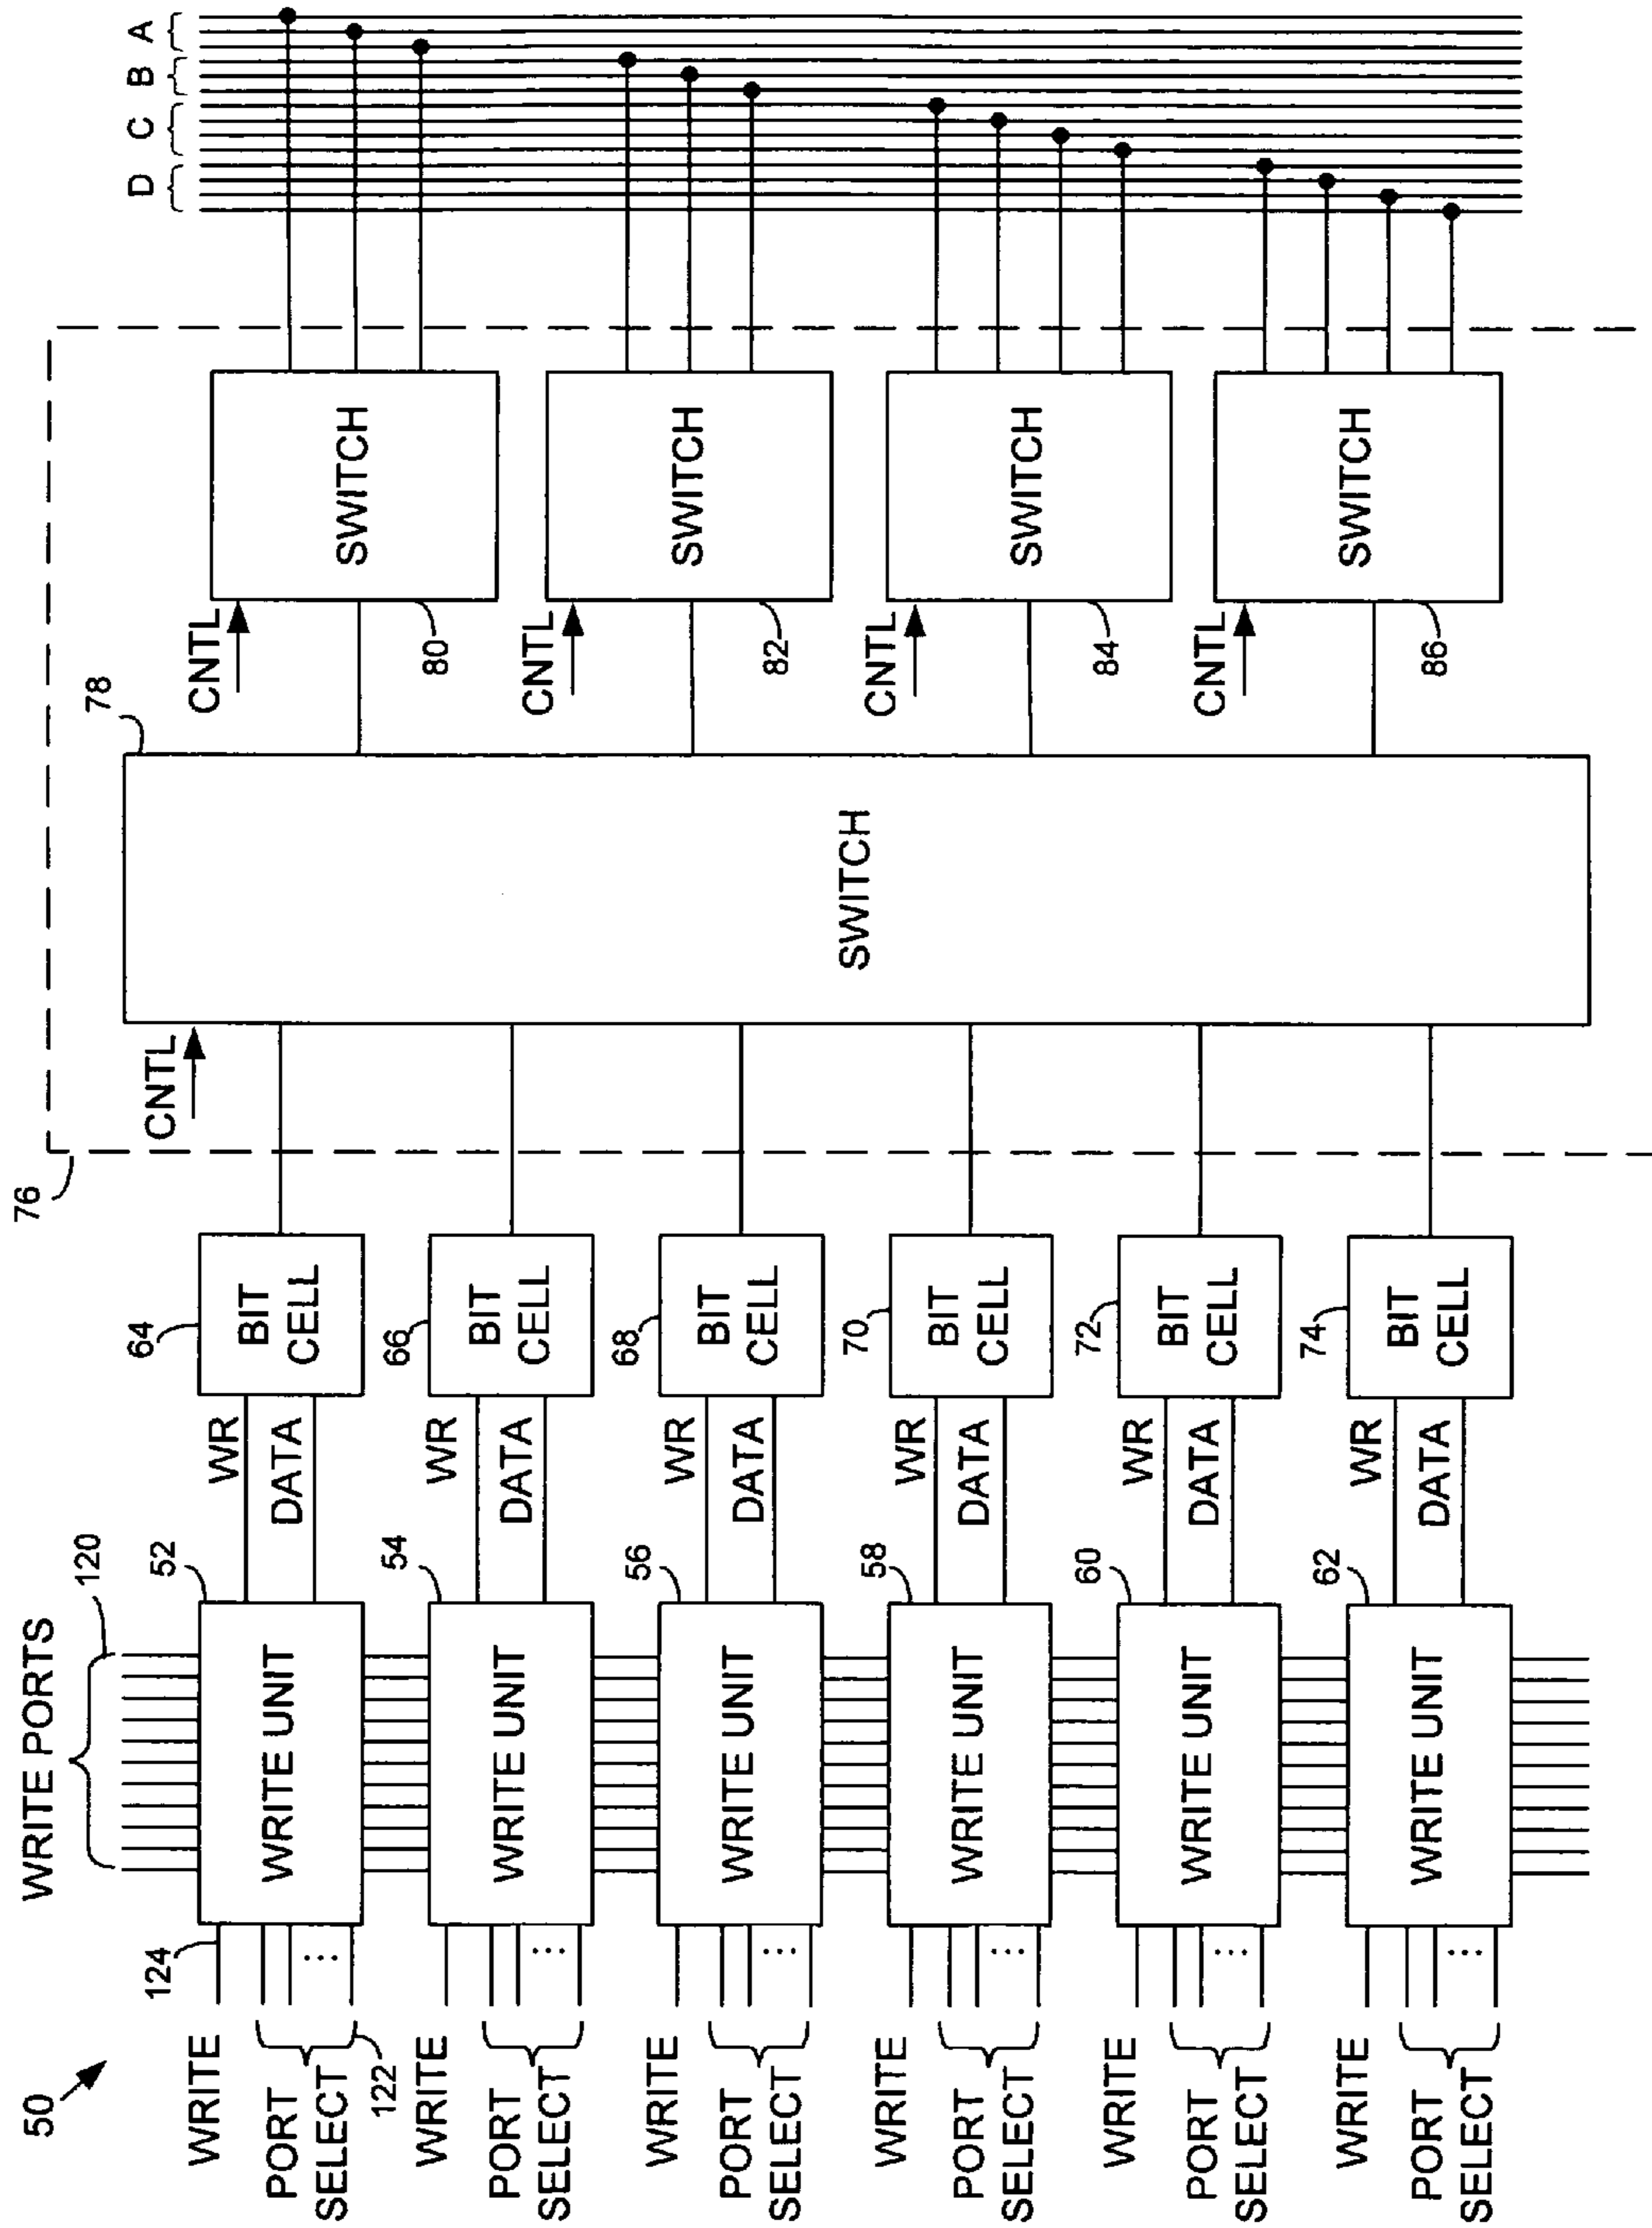 50
WRITE PORTS
76
120
78
A
B
C
D
WRITE
124
PORT
SELECT
122
52
WRITE UNIT
WR
DATA
64
BIT
CELL
CNTL
SWITCH
CNTL
80
SWITCH
WRITE
PORT
SELECT
54
WRITE UNIT
WR
DATA
66
BIT
CELL
CNTL
82
SWITCH
WRITE
PORT
SELECT
56
WRITE UNIT
WR
DATA
68
BIT
CELL
WRITE
PORT
SELECT
58
WRITE UNIT
WR
DATA
70
BIT
CELL
CNTL
84
SWITCH
WRITE
PORT
SELECT
60
WRITE UNIT
WR
DATA
72
BIT
CELL
CNTL
86
SWITCH
WRITE
PORT
SELECT
62
WRITE UNIT
WR
DATA
74
BIT
CELL